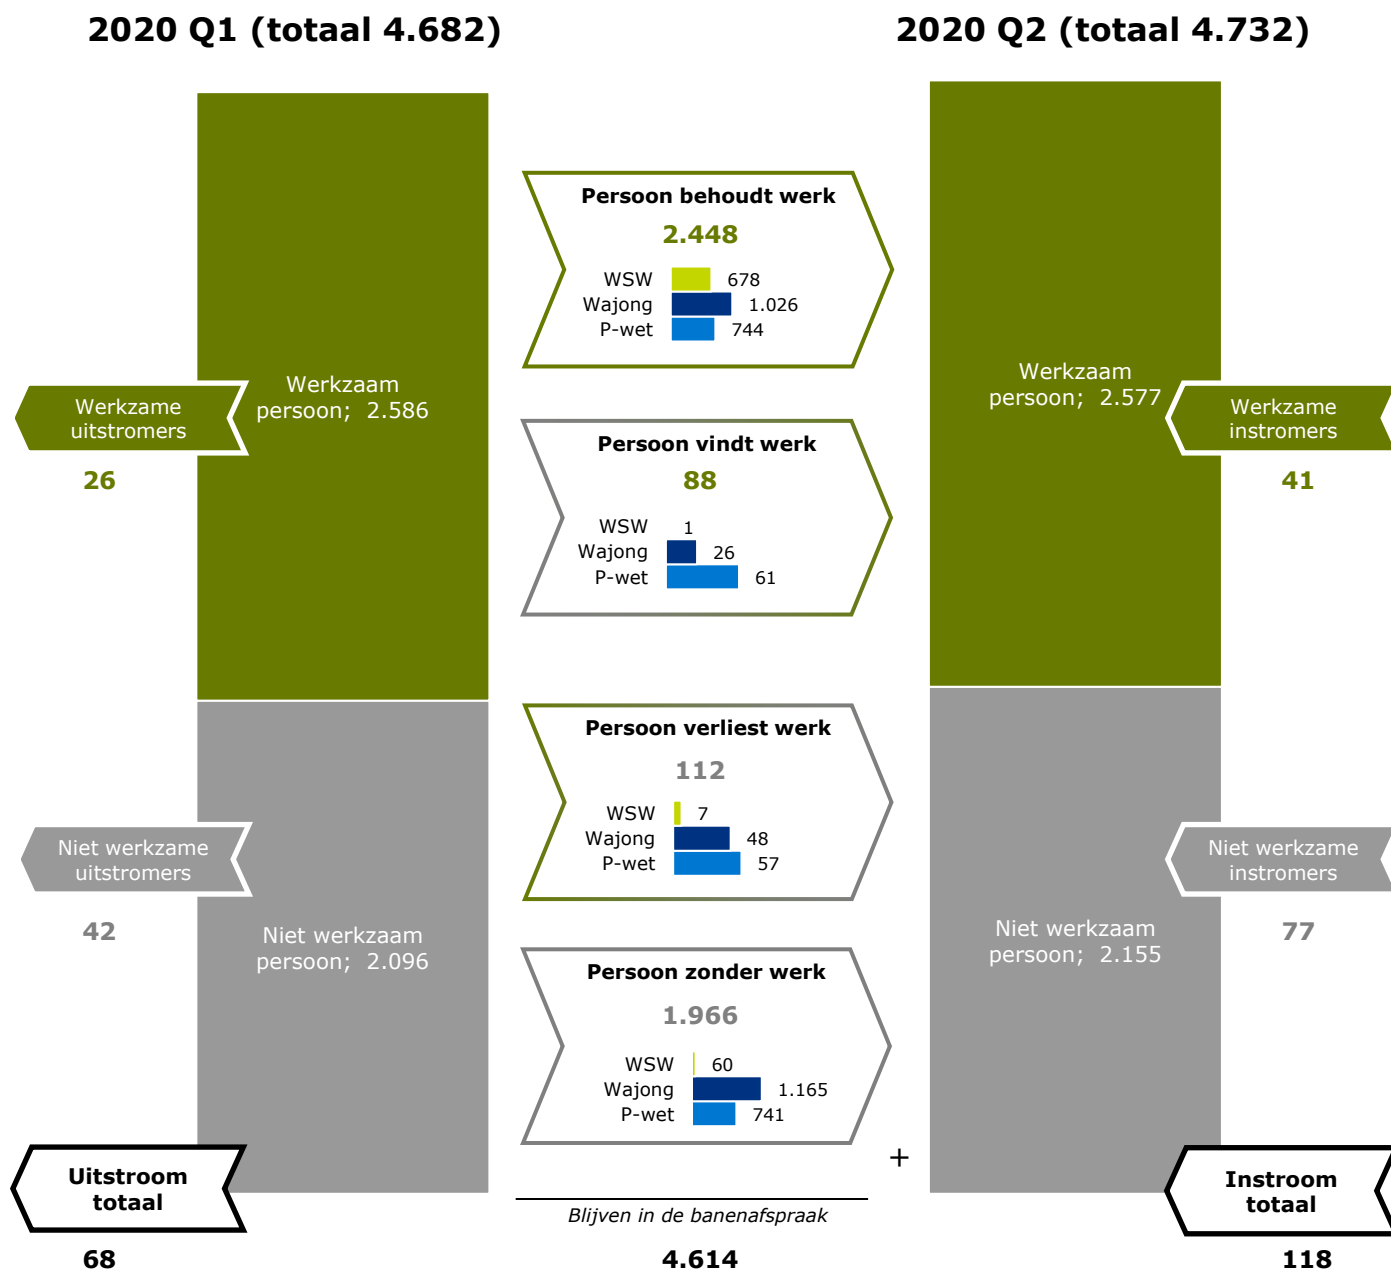 2020 Q1 (totaal 4.682)
2020 Q2 (totaal 4.732)
Werkzaam
persoon;  2.586
Werkzame
uitstromers
26
Niet werkzame
uitstromers
42
Niet werkzaam
persoon;  2.096
Uitstroom
totaal
68
Persoon behoudt werk
2.448
WSW 678
Wajong 1.026
P-wet 744
Persoon vindt werk
88
WSW 1
Wajong 26
P-wet 61
Persoon verliest werk
112
WSW 7
Wajong 48
P-wet 57
Persoon zonder werk
1.966
WSW 60
Wajong 1.165
P-wet 741
+
Blijven in de banenafspraak
4.614
Werkzaam
persoon;  2.577
Werkzame
instromers
41
Niet werkzame
instromers
77
Niet werkzaam
persoon;  2.155
Instroom
totaal
118